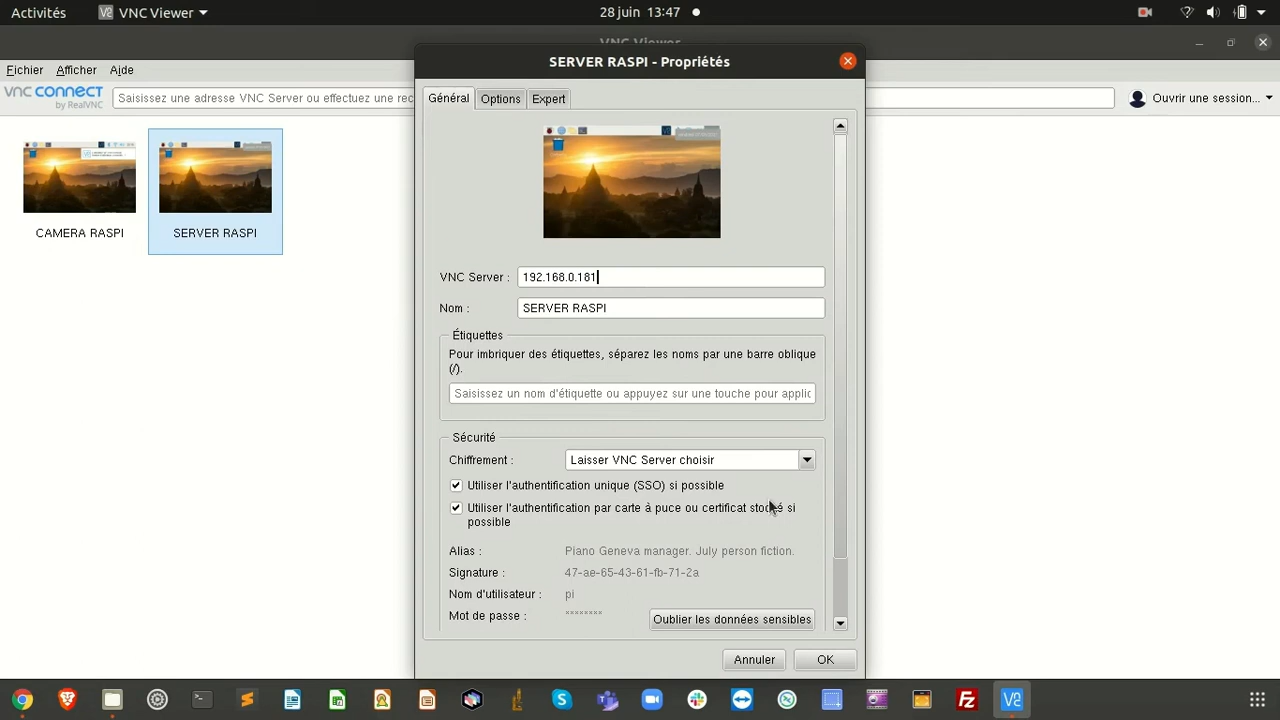 Activités
VNC Viewer
28 juin 13:47
VNC Viewer
SERVER RASPI - Propriétés
Fichier Afficher Aide
vnc connect
by RealVNC
Saisissez une adresse VNC Server ou effectuez une rec
Ouvrir une session...
Général Options Expert
CAMERA RASPI
SERVER RASPI
VNC Server : 192.168.0.181
Nom : SERVER RASPI
Étiquettes
Pour imbriquer des étiquettes, séparez les noms par une barre oblique
(/).
Saisissez un nom d'étiquette ou appuyez sur une touche pour applic
Sécurité
Chiffrement : Laisser VNC Server choisir
Utiliser l'authentification unique (SSO) si possible
Utiliser l'authentification par carte à puce ou certificat stocké si
possible
Alias : Piano Geneva manager. July person fiction.
Signature : 47-ae-65-43-61-fb-71-2a
Nom d'utilisateur : pi
Mot de passe : ********
Oublier les données sensibles
Annuler OK